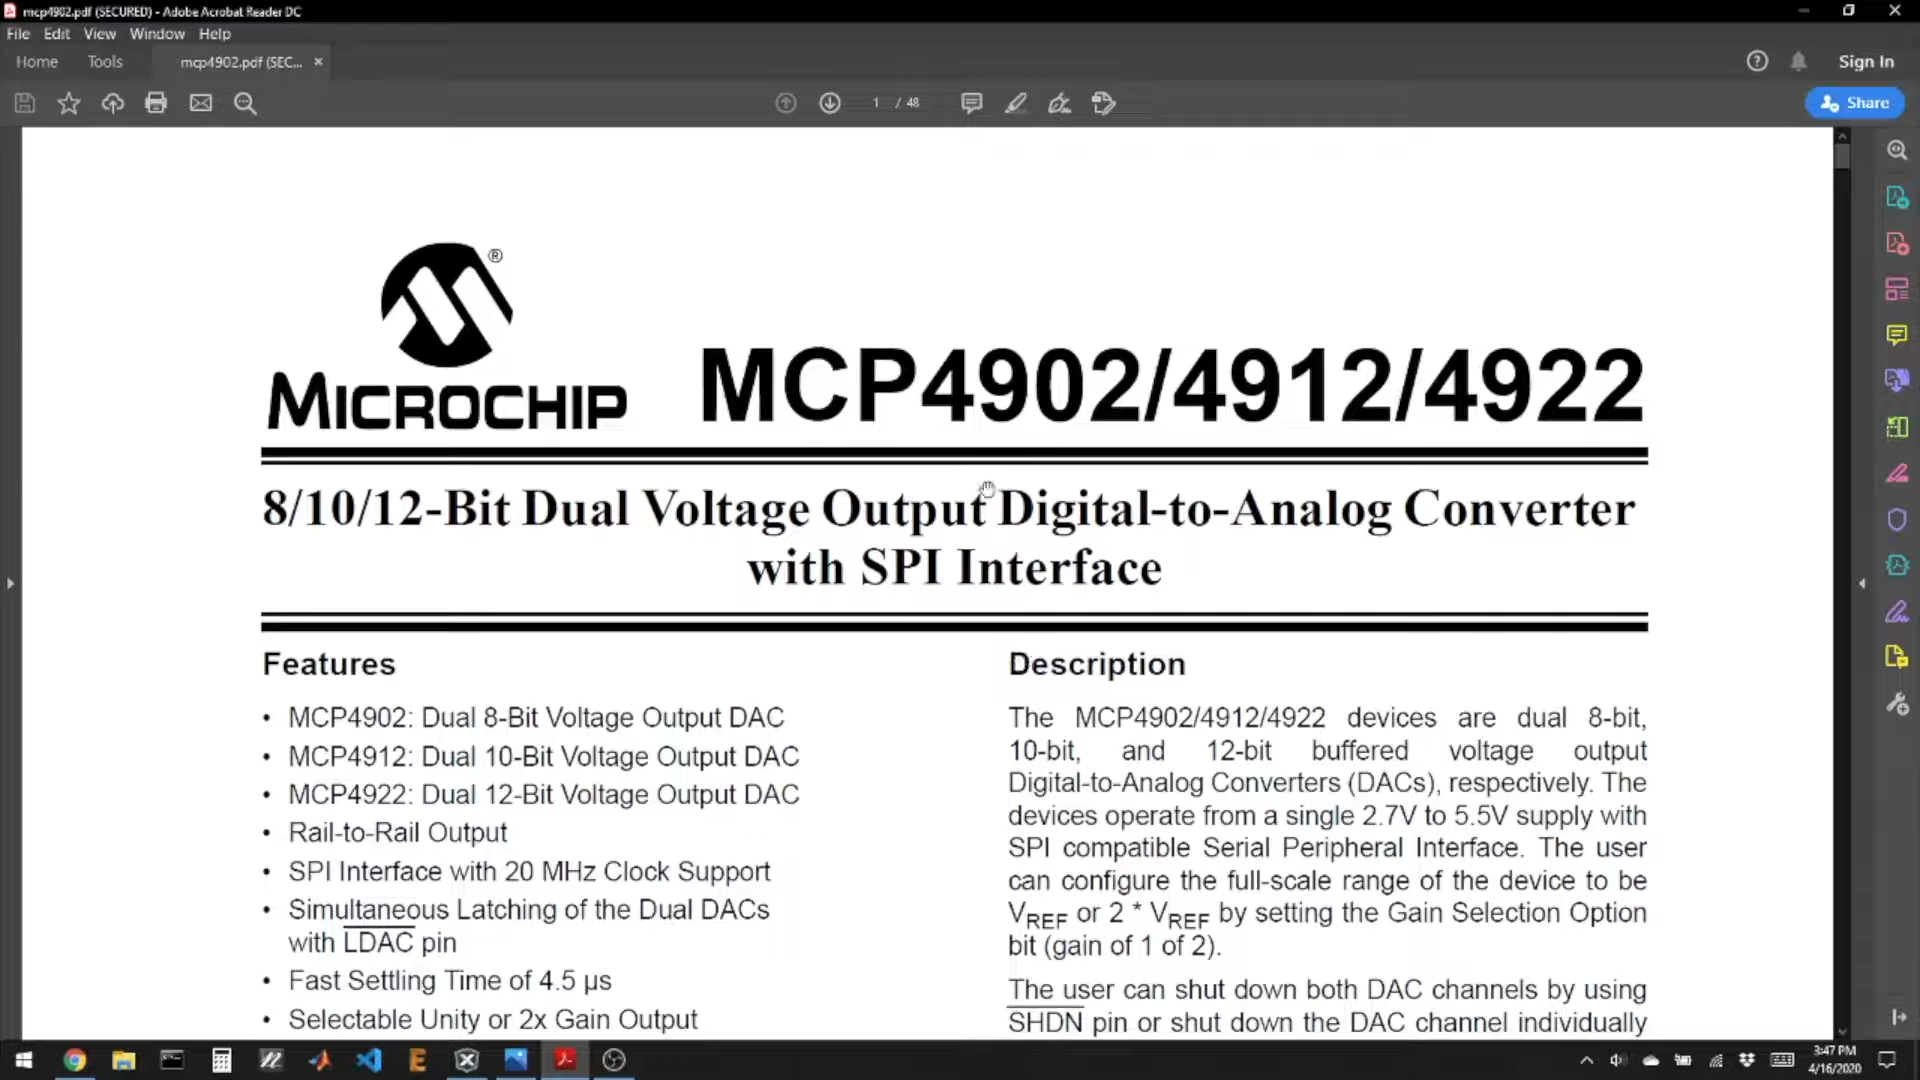 mcp4902.pdf (SECURED) - Adobe Acrobat Reader DC
File Edit View Window Help
Home Tools mcp4902.pdf (SEC... ×
Sign In
1 / 48
Share
®
MICROCHIP
MCP4902/4912/4922
8/10/12-Bit Dual Voltage Output Digital-to-Analog Converter
with SPI Interface
Features
• MCP4902: Dual 8-Bit Voltage Output DAC
• MCP4912: Dual 10-Bit Voltage Output DAC
• MCP4922: Dual 12-Bit Voltage Output DAC
• Rail-to-Rail Output
• SPI Interface with 20 MHz Clock Support
• Simultaneous Latching of the Dual DACs
with LDAC pin
• Fast Settling Time of 4.5 µs
• Selectable Unity or 2x Gain Output
Description
The MCP4902/4912/4922 devices are dual 8-bit,
10-bit, and 12-bit buffered voltage output
Digital-to-Analog Converters (DACs), respectively. The
devices operate from a single 2.7V to 5.5V supply with
SPI compatible Serial Peripheral Interface. The user
can configure the full-scale range of the device to be
VREF or 2 * VREF by setting the Gain Selection Option
bit (gain of 1 of 2).
The user can shut down both DAC channels by using
SHDN pin or shut down the DAC channel individually
3:47 PM
4/16/2020